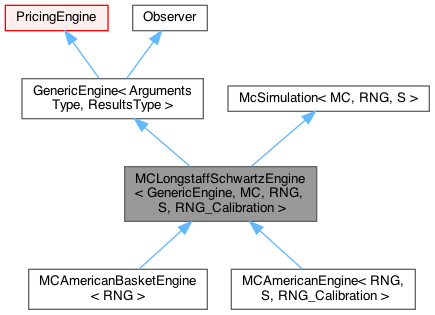 PricingEngine
Observer
GenericEngine< Arguments
Type, ResultsType >
McSimulation< MC, RNG, S >
MCLongstaffSchwartzEngine
< GenericEngine, MC, RNG,
S, RNG_Calibration >
MCAmericanBasketEngine
< RNG >
MCAmericanEngine< RNG,
S, RNG_Calibration >